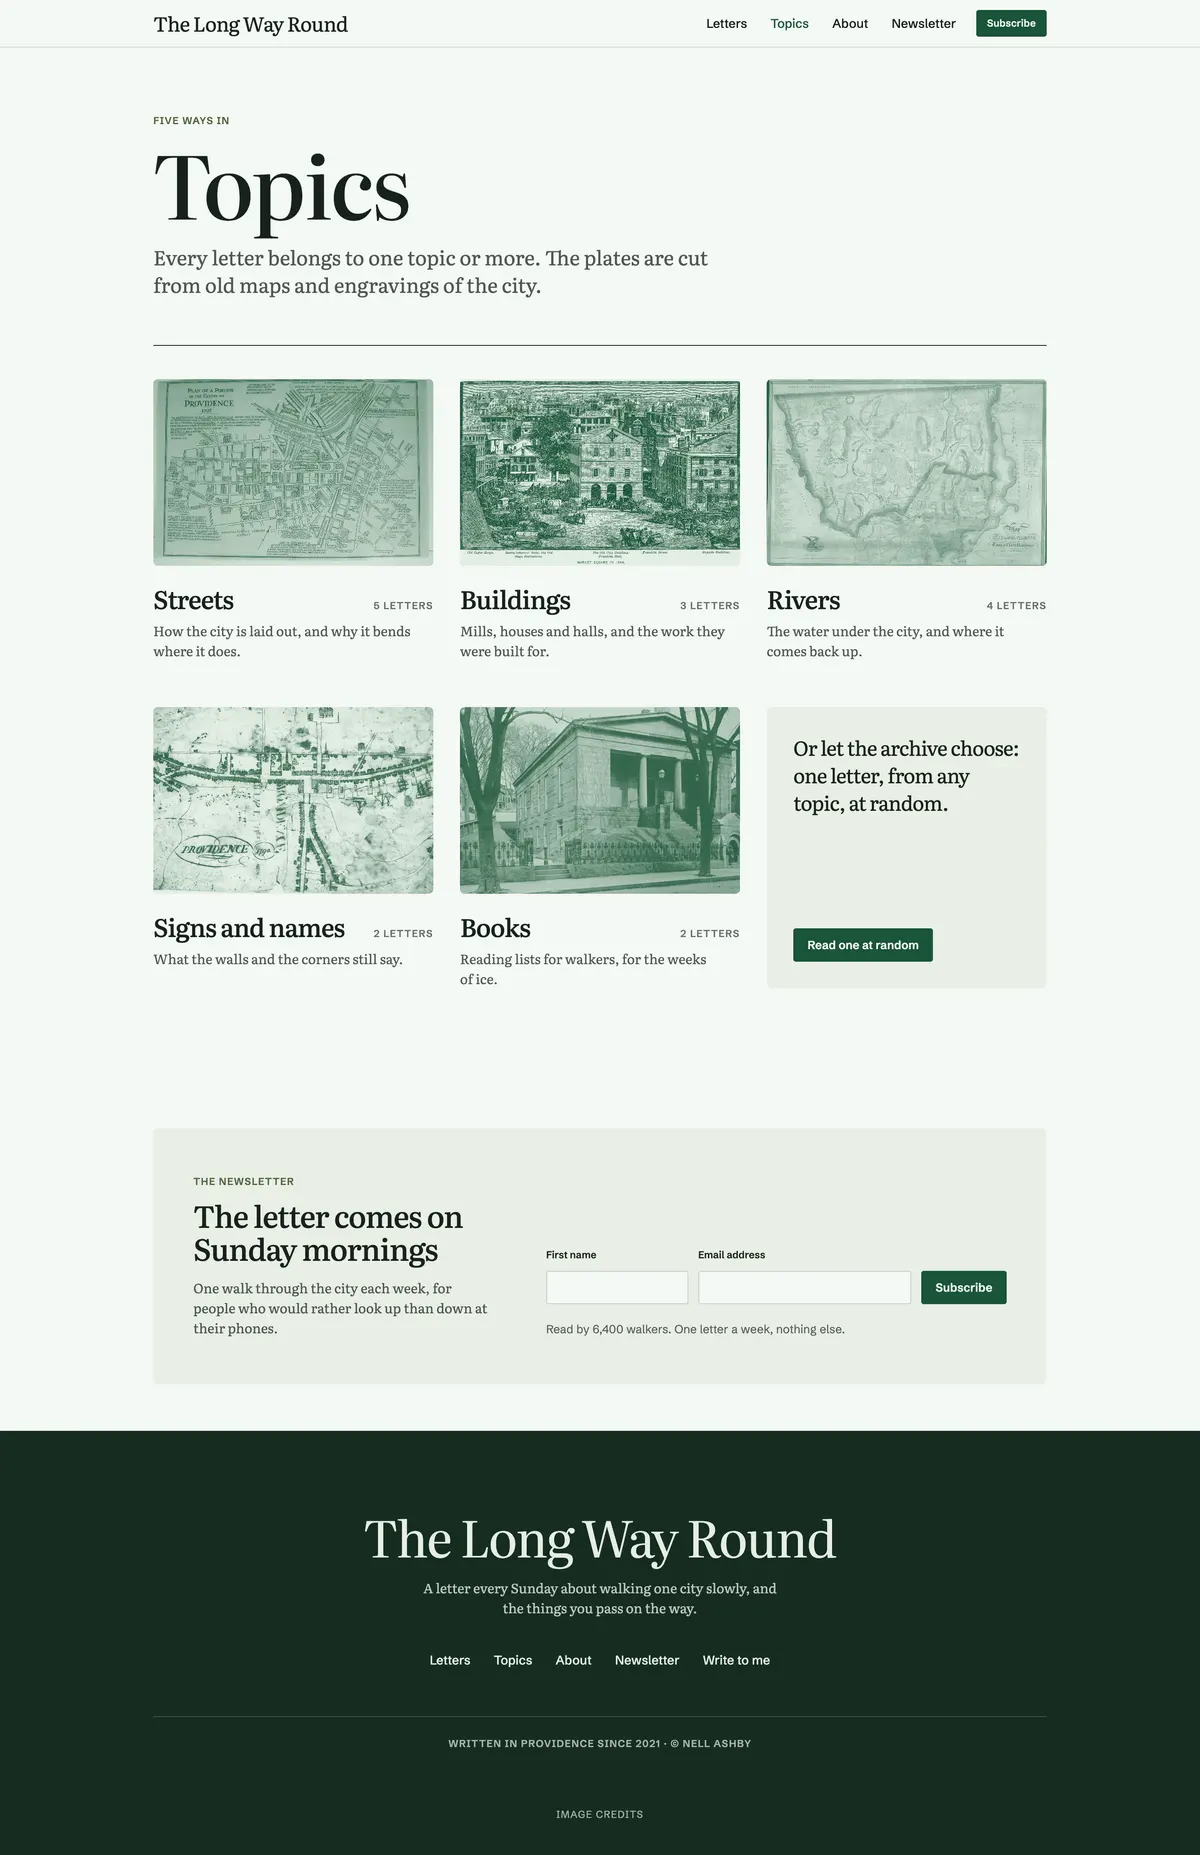 The Long Way Round
Letters
Topics
About
Newsletter
Subscribe
FIVE WAYS IN
Topics
Every letter belongs to one topic or more. The plates are cut
from old maps and engravings of the city.
PROVIDENCE
MARKET SQUARE IN 1844.
Streets
5 LETTERS
How the city is laid out, and why it bends
where it does.
Buildings
3 LETTERS
Mills, houses and halls, and the work they
were built for.
Rivers
4 LETTERS
The water under the city, and where it
comes back up.
PROVIDENCE 1790
Signs and names
2 LETTERS
What the walls and the corners still say.
Books
2 LETTERS
Reading lists for walkers, for the weeks
of ice.
Or let the archive choose:
one letter, from any
topic, at random.
Read one at random
THE NEWSLETTER
The letter comes on
Sunday mornings
One walk through the city each week, for
people who would rather look up than down at
their phones.
First name
Email address
Subscribe
Read by 6,400 walkers. One letter a week, nothing else.
The Long Way Round
A letter every Sunday about walking one city slowly, and
the things you pass on the way.
Letters
Topics
About
Newsletter
Write to me
WRITTEN IN PROVIDENCE SINCE 2021 · © NELL ASHBY
IMAGE CREDITS